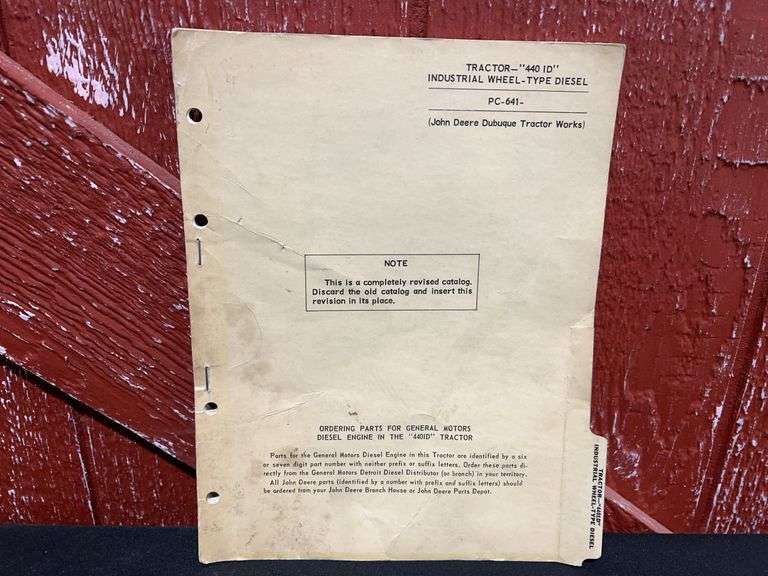 TRACTOR—"440 ID"
INDUSTRIAL WHEEL-TYPE DIESEL
PC-641-
(John Deere Dubuque Tractor Works)
NOTE
This is a completely revised catalog.
Discard the old catalog and insert this
revision in its place.
ORDERING PARTS FOR GENERAL MOTORS
DIESEL ENGINE IN THE "440ID" TRACTOR
Parts for the General Motors Diesel Engine in this Tractor are identified by a six
or seven digit part number with neither prefix or suffix letters. Order these parts di-
rectly from the General Motors Detroit Diesel Distributor (or branch) in your territory.
All John Deere parts (identified by a number with prefix and suffix letters) should
be ordered from your John Deere Branch House or John Deere Parts Depot.
TRACTOR—"440ID"
INDUSTRIAL WHEEL-TYPE DIESEL